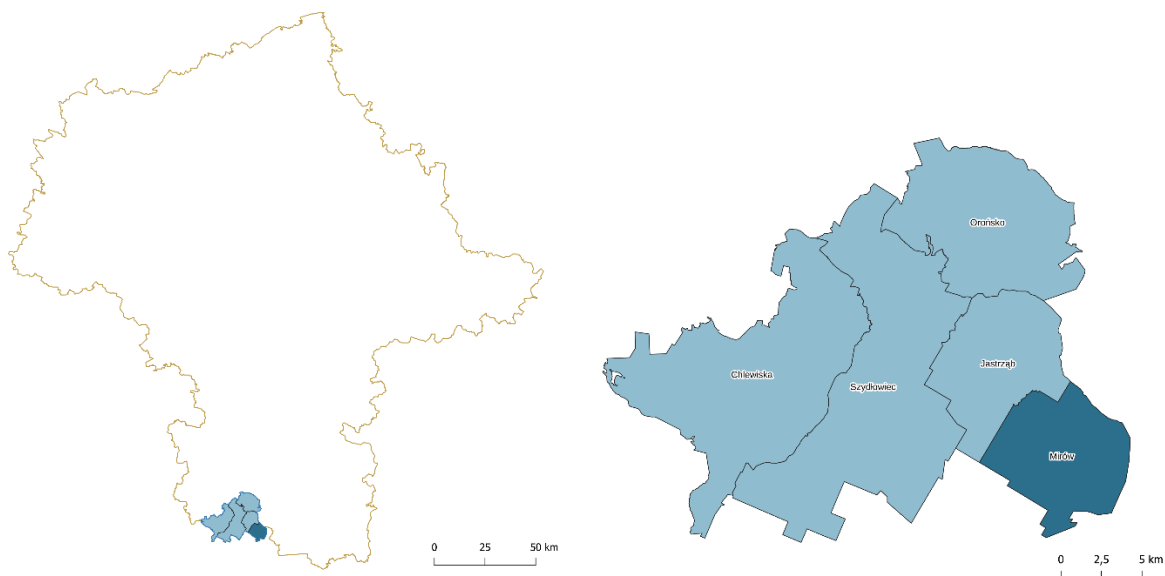 Orońsko
Jastrząb
Chlewiska
Szydłowiec
Mirów
0 25 50 km
0 2,5 5 km